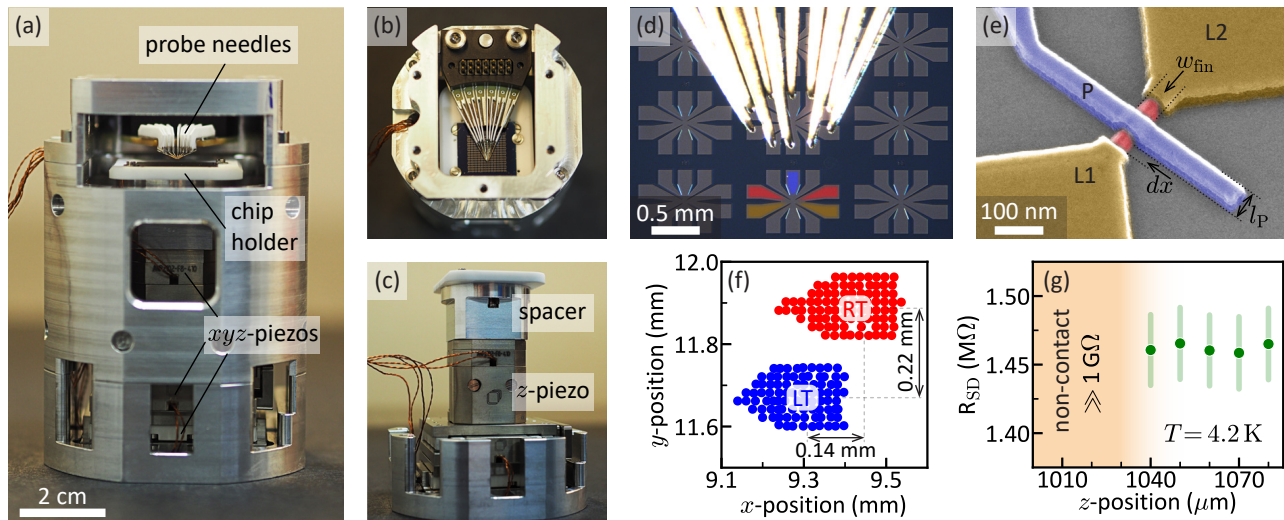 (a)
probe needles
chip
holder
xyz-piezos
2 cm
(b)
(c)
spacer
z-piezo
(d)
0.5 mm
(e)
L2
w_fin
P
L1
dx
l_P
100 nm
(f)
12.0
11.8
11.6
y-position (mm)
RT
LT
0.22 mm
0.14 mm
9.1
9.3
9.5
x-position (mm)
(g)
1.50
1.45
1.40
R_SD (MΩ)
non-contact
≫ 1GΩ
T = 4.2 K
1010
1040
1070
z-position (μm)